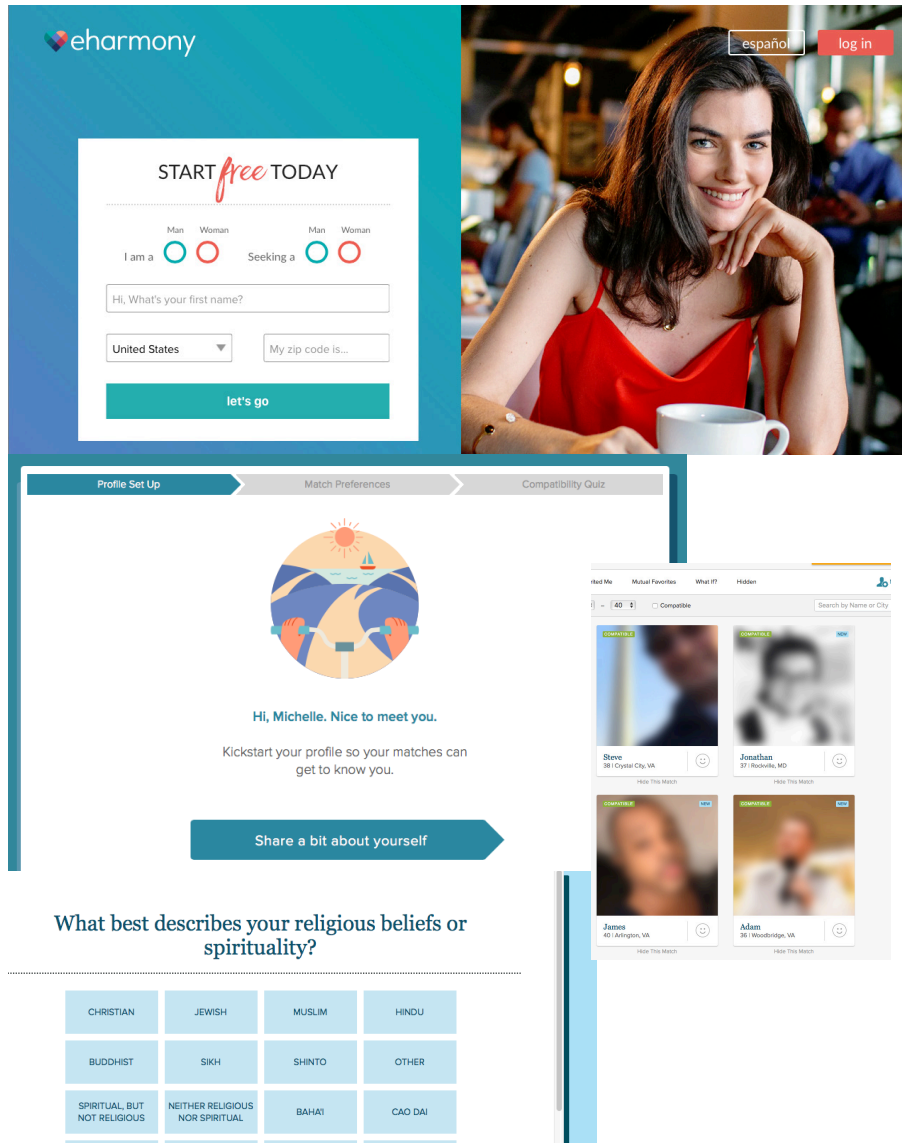 eharmony
español
log in
START free TODAY
Man Woman Man Woman
I am a Seeking a
Hi, What's your first name?
United States My zip code is...
let's go
Profile Set Up Match Preferences Compatibility Quiz
Hi, Michelle. Nice to meet you.
Kickstart your profile so your matches can
get to know you.
Share a bit about yourself
Mutual Favorites What If? Hidden
– 40 Compatible Search by Name or City
COMPATIBLE COMPATIBLE NEW
Steve Jonathan
38 | Crystal City, VA 37 | Rockville, MD
Hide This Match Hide This Match
COMPATIBLE NEW COMPATIBLE NEW
James Adam
40 | Arlington, VA 36 | Woodbridge, VA
Hide This Match Hide This Match
What best describes your religious beliefs or
spirituality?
CHRISTIAN JEWISH MUSLIM HINDU
BUDDHIST SIKH SHINTO OTHER
SPIRITUAL, BUT NEITHER RELIGIOUS BAHA'I CAO DAI
NOT RELIGIOUS NOR SPIRITUAL